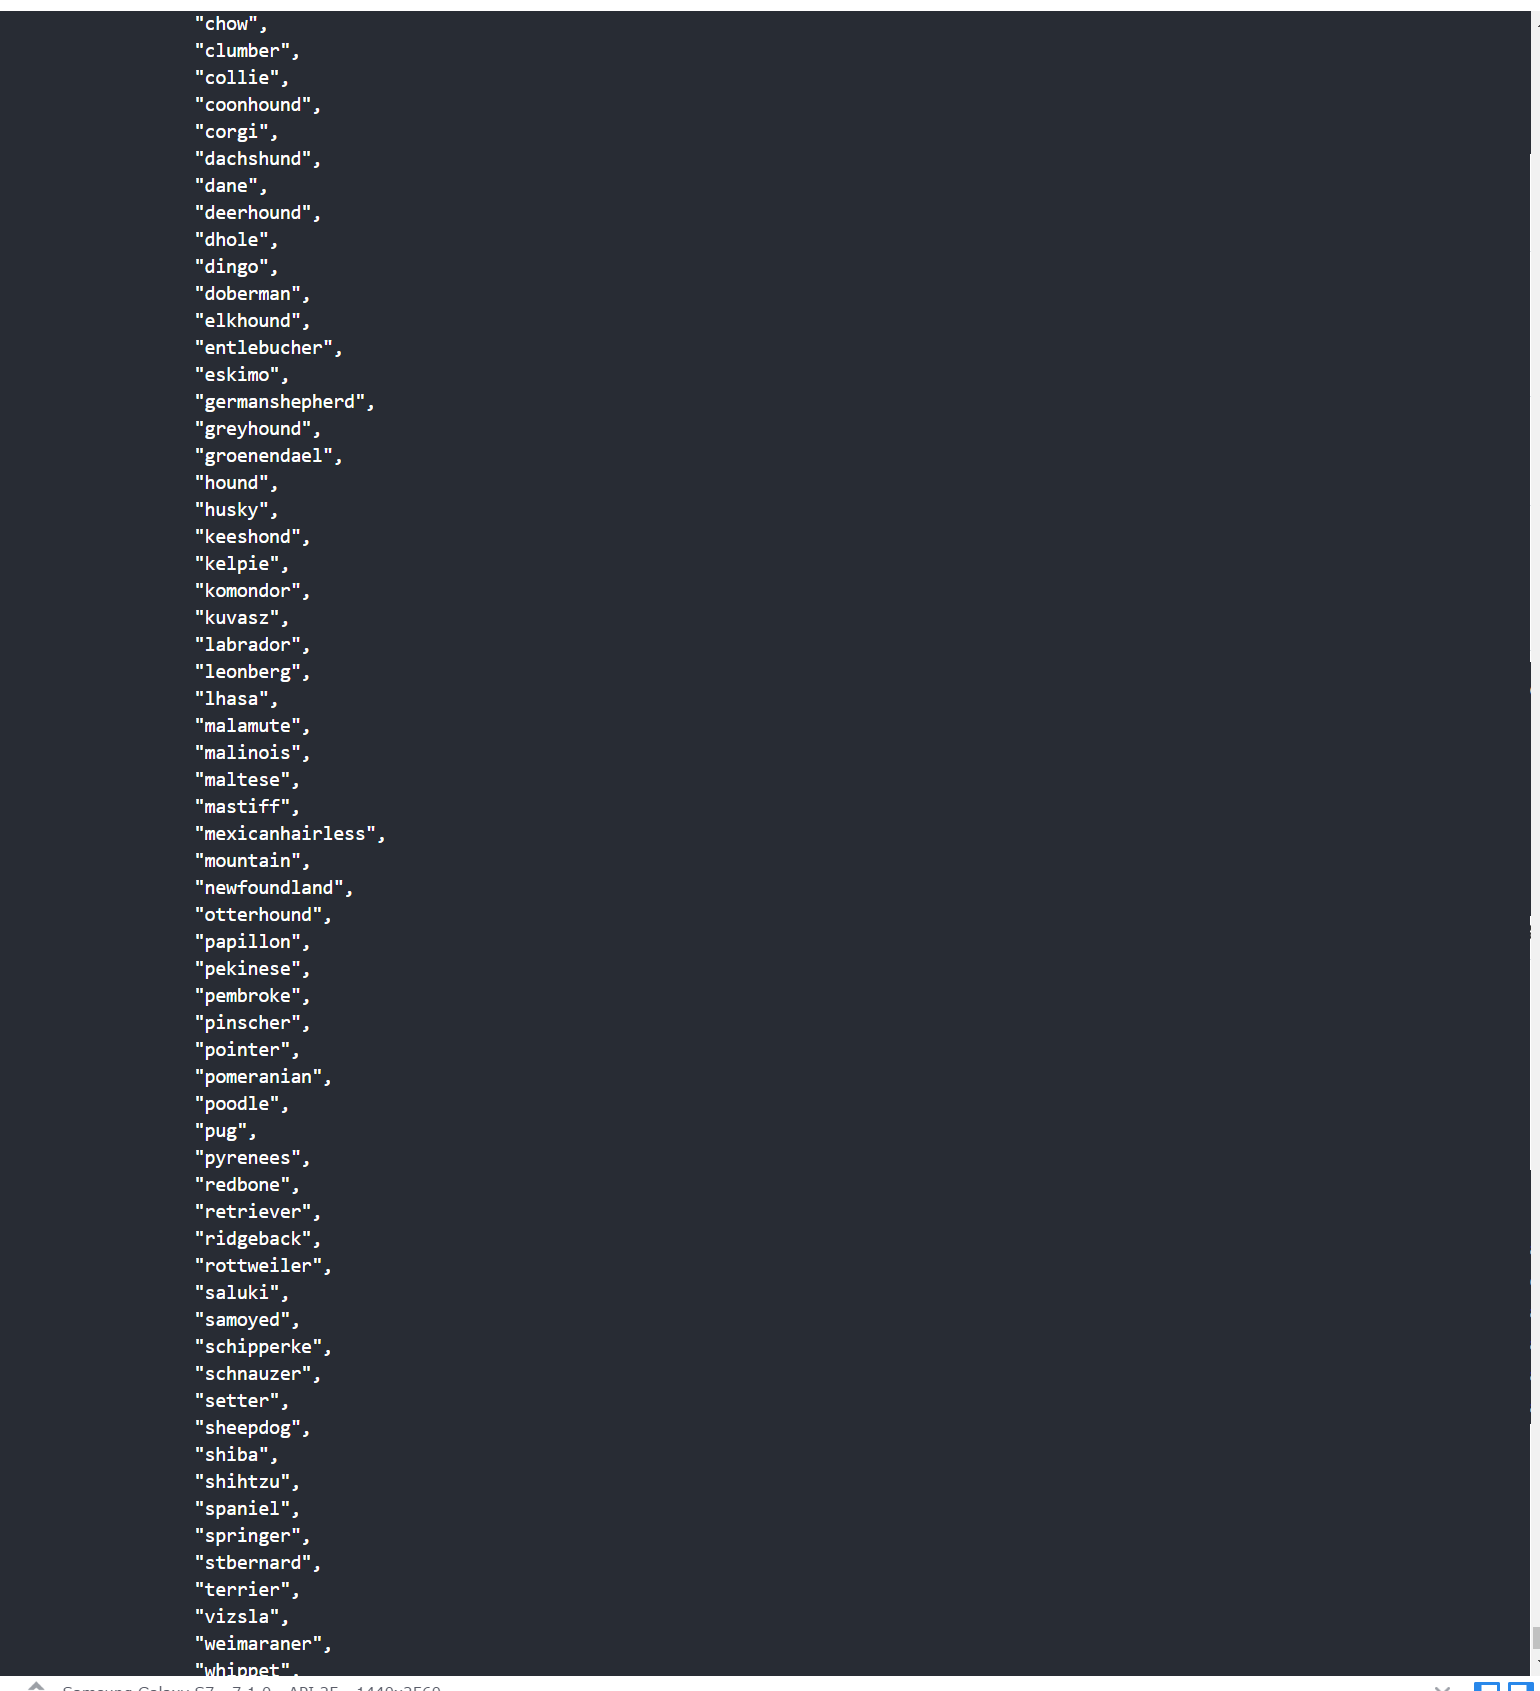 "chow",
"clumber",
"collie",
"coonhound",
"corgi",
"dachshund",
"dane",
"deerhound",
"dhole",
"dingo",
"doberman",
"elkhound",
"entlebucher",
"eskimo",
"germanshepherd",
"greyhound",
"groenendael",
"hound",
"husky",
"keeshond",
"kelpie",
"komondor",
"kuvasz",
"labrador",
"leonberg",
"lhasa",
"malamute",
"malinois",
"maltese",
"mastiff",
"mexicanhairless",
"mountain",
"newfoundland",
"otterhound",
"papillon",
"pekinese",
"pembroke",
"pinscher",
"pointer",
"pomeranian",
"poodle",
"pug",
"pyrenees",
"redbone",
"retriever",
"ridgeback",
"rottweiler",
"saluki",
"samoyed",
"schipperke",
"schnauzer",
"setter",
"sheepdog",
"shiba",
"shihtzu",
"spaniel",
"springer",
"stbernard",
"terrier",
"vizsla",
"weimaraner",
"whippet",
Samsung Galaxy S7